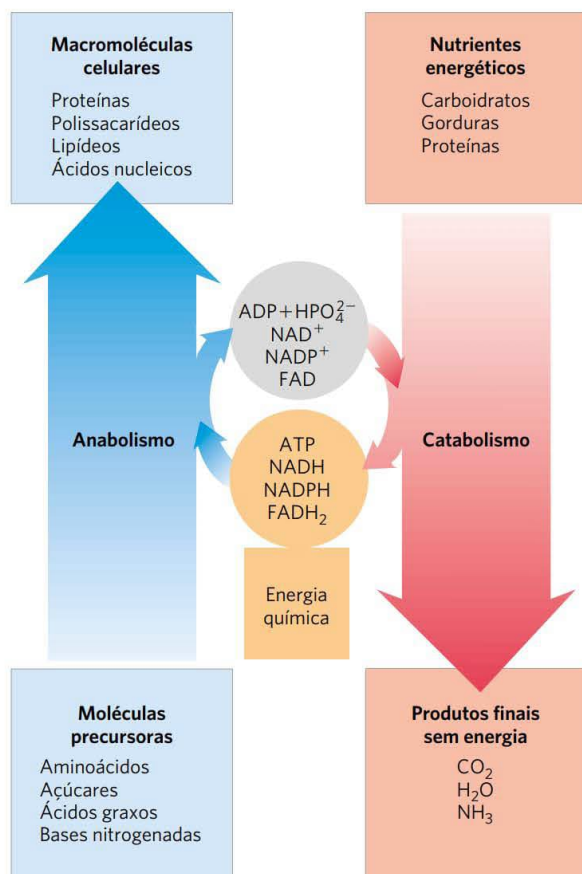 Macromoléculas
celulares
Proteínas
Polissacarídeos
Lipídeos
Ácidos nucleicos
Nutrientes
energéticos
Carboidratos
Gorduras
Proteínas
ADP+HPO₄²⁻
NAD⁺
NADP⁺
FAD
Anabolismo
ATP
NADH
NADPH
FADH₂
Catabolismo
Energia
química
Moléculas
precursoras
Aminoácidos
Açúcares
Ácidos graxos
Bases nitrogenadas
Produtos finais
sem energia
CO₂
H₂O
NH₃